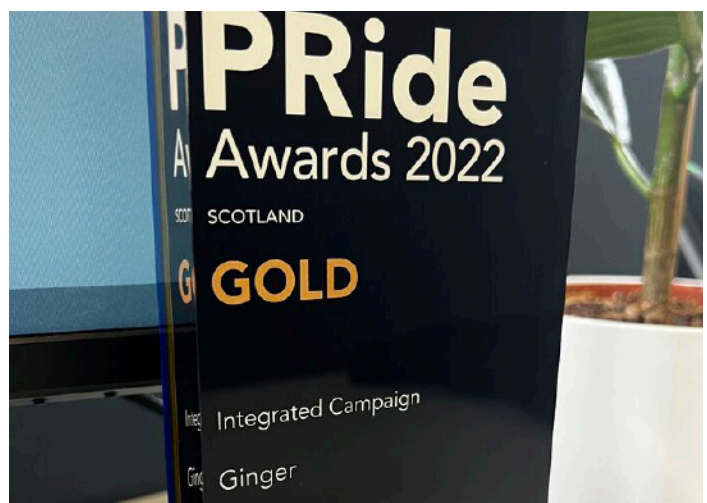 PRide
Awards 2022
SCOTLAND
GOLD
Integrated Campaign
Ginger